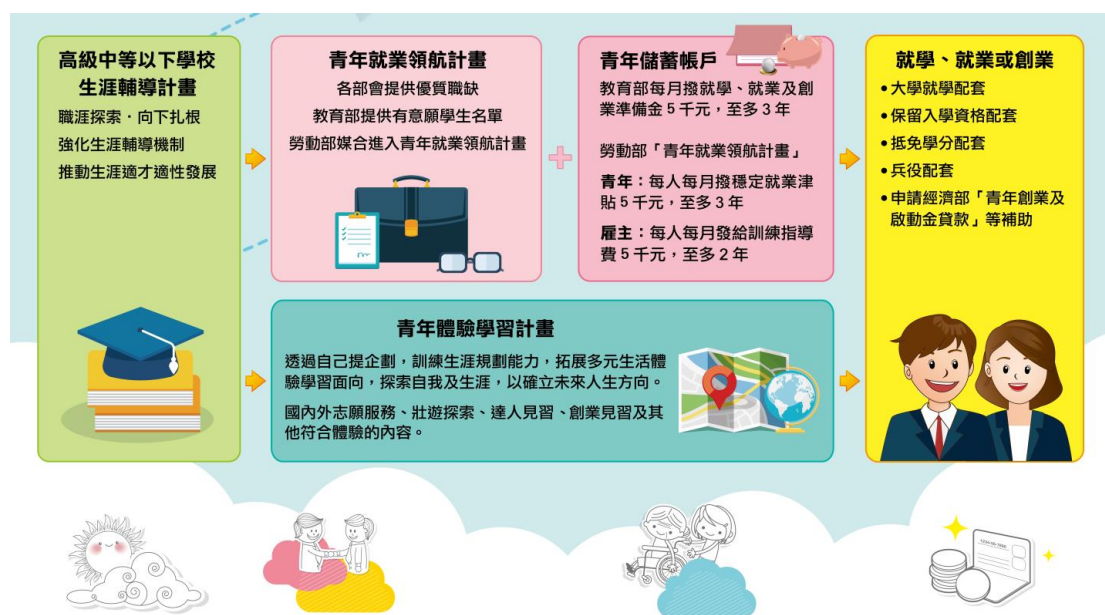 高級中等以下學校
生涯輔導計畫
職涯探索．向下扎根
強化生涯輔導機制
推動生涯適才適性發展
青年就業領航計畫
各部會提供優質職缺
教育部提供有意願學生名單
勞動部媒合進入青年就業領航計畫
青年儲蓄帳戶
教育部每月撥就學、就業及創
業準備金5千元，至多3年
勞動部「青年就業領航計畫」
青年：每人每月撥穩定就業津
貼5千元，至多3年
雇主：每人每月發給訓練指導
費5千元，至多2年
就學、就業或創業
•大學就學配套
•保留入學資格配套
•抵免學分配套
•兵役配套
•申請經濟部「青年創業及
啟動金貸款」等補助
青年體驗學習計畫
透過自己提企劃，訓練生涯規劃能力，拓展多元生活體
驗學習面向，探索自我及生涯，以確立未來人生方向。
國內外志願服務、壯遊探索、達人見習、創業見習及其
他符合體驗的內容。